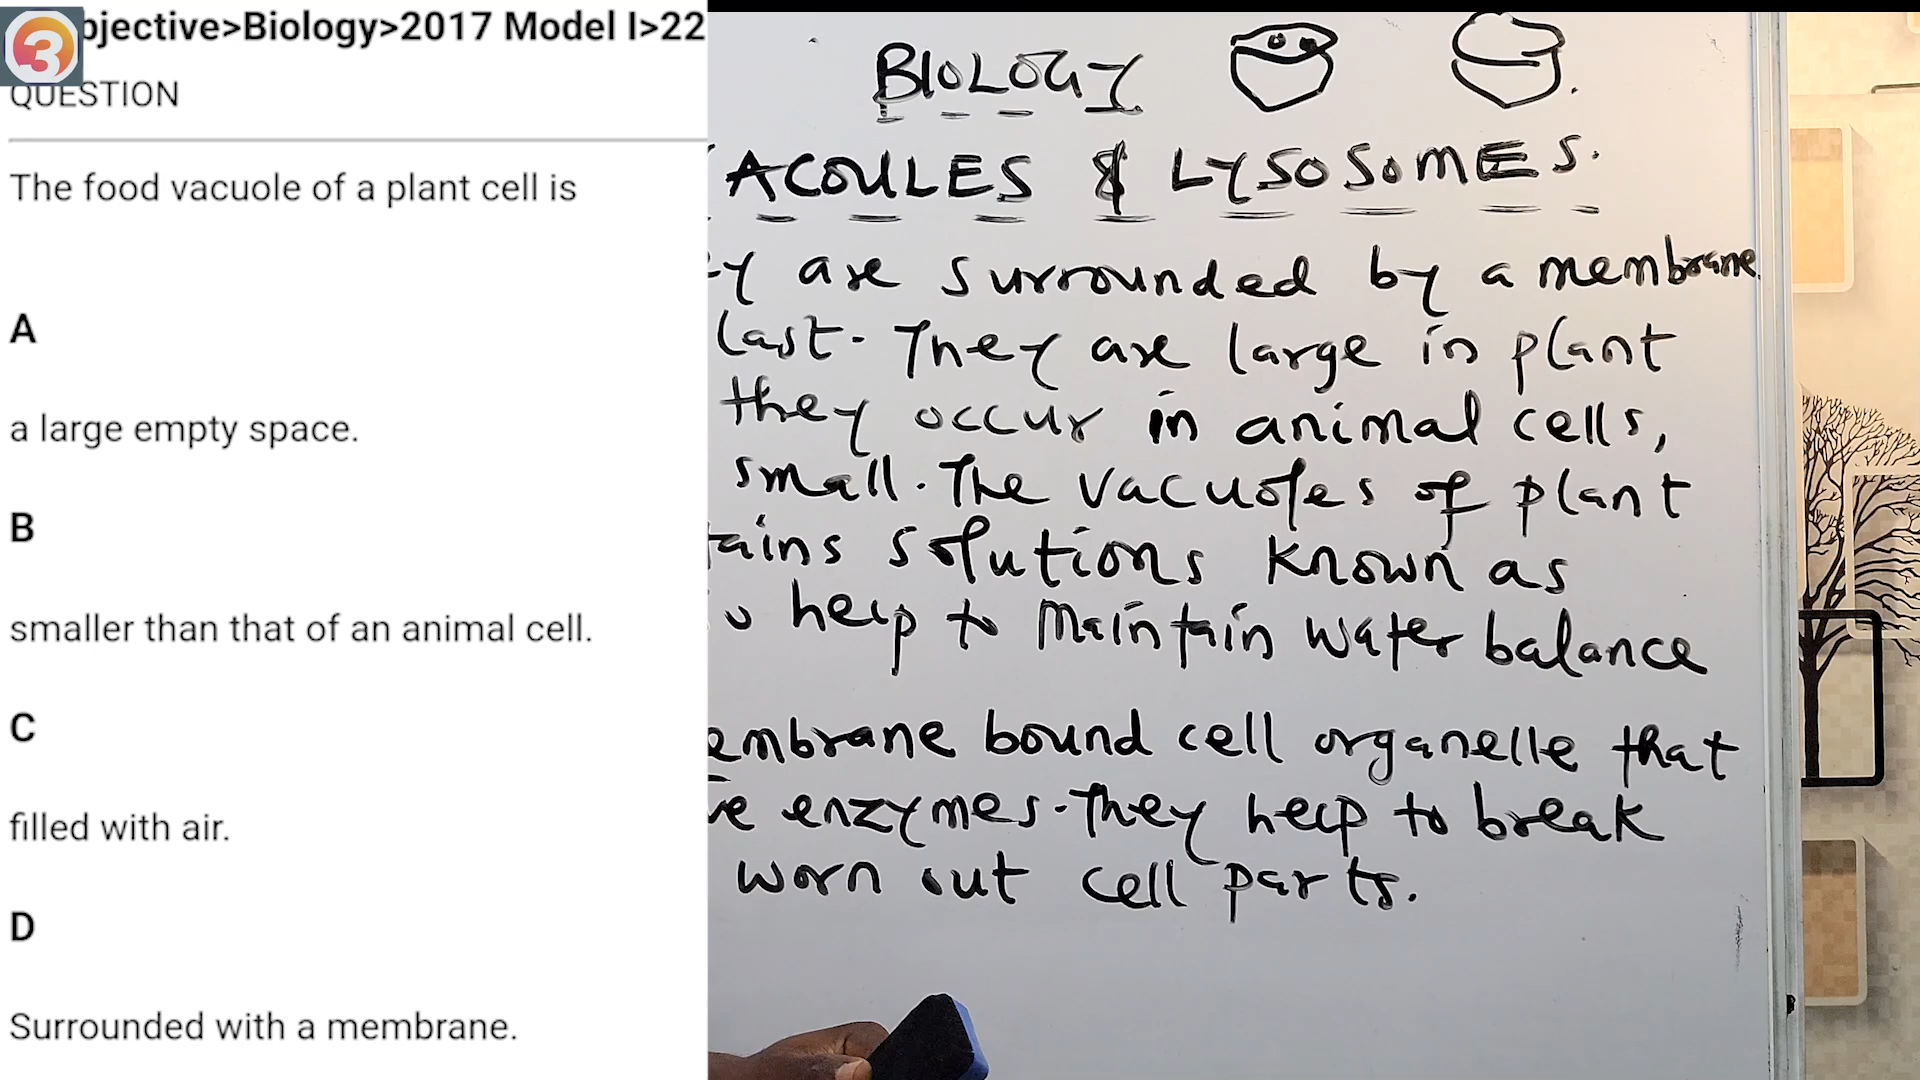 3
bjective>Biology>2017 Model I>22
QUESTION
The food vacuole of a plant cell is
A
a large empty space.
B
smaller than that of an animal cell.
C
filled with air.
D
Surrounded with a membrane.
BIOLOGY
ACOULES & LYSOSOMES.
y are surrounded by a membrane
last. They are large in plant
they occur in animal cells,
small. The vacuoles of plant
tains solutions known as
help to maintain water balance
embrane bound cell organelle that
ve enzymes. They help to break
worn out cell parts.